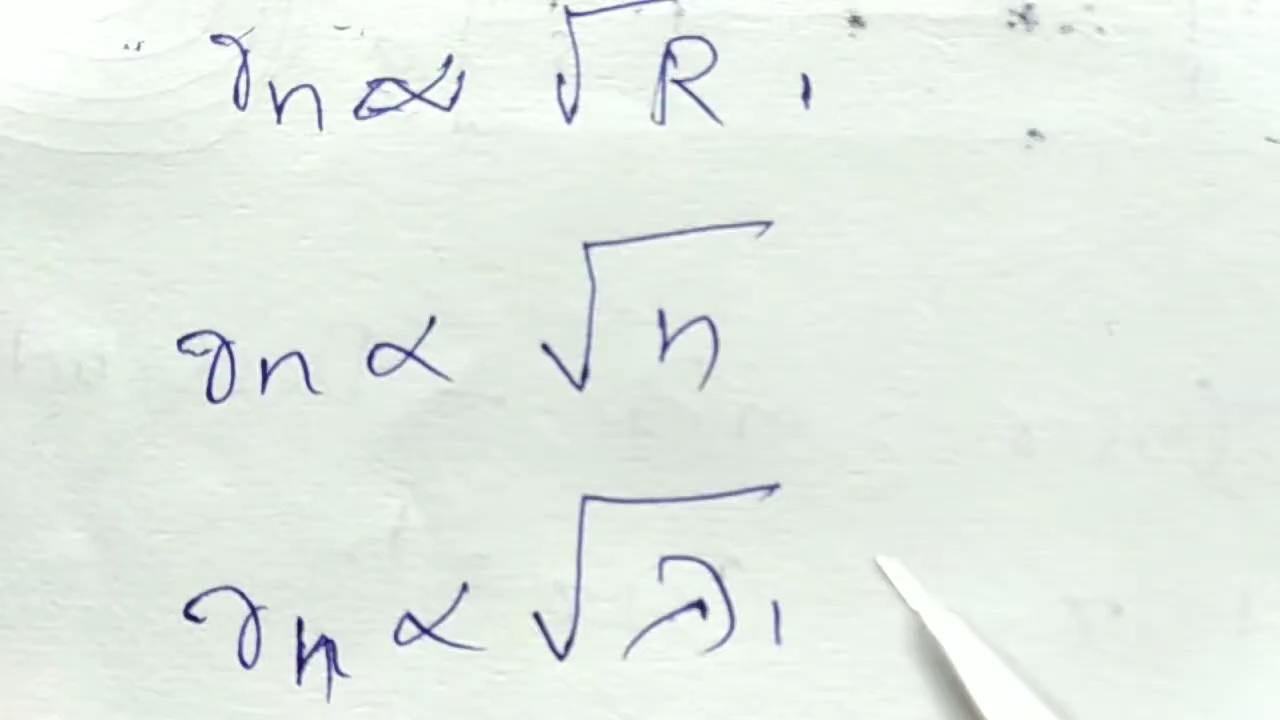 rₙ ∝ √R,
rₙ ∝ √n
rₙ ∝ √λ,